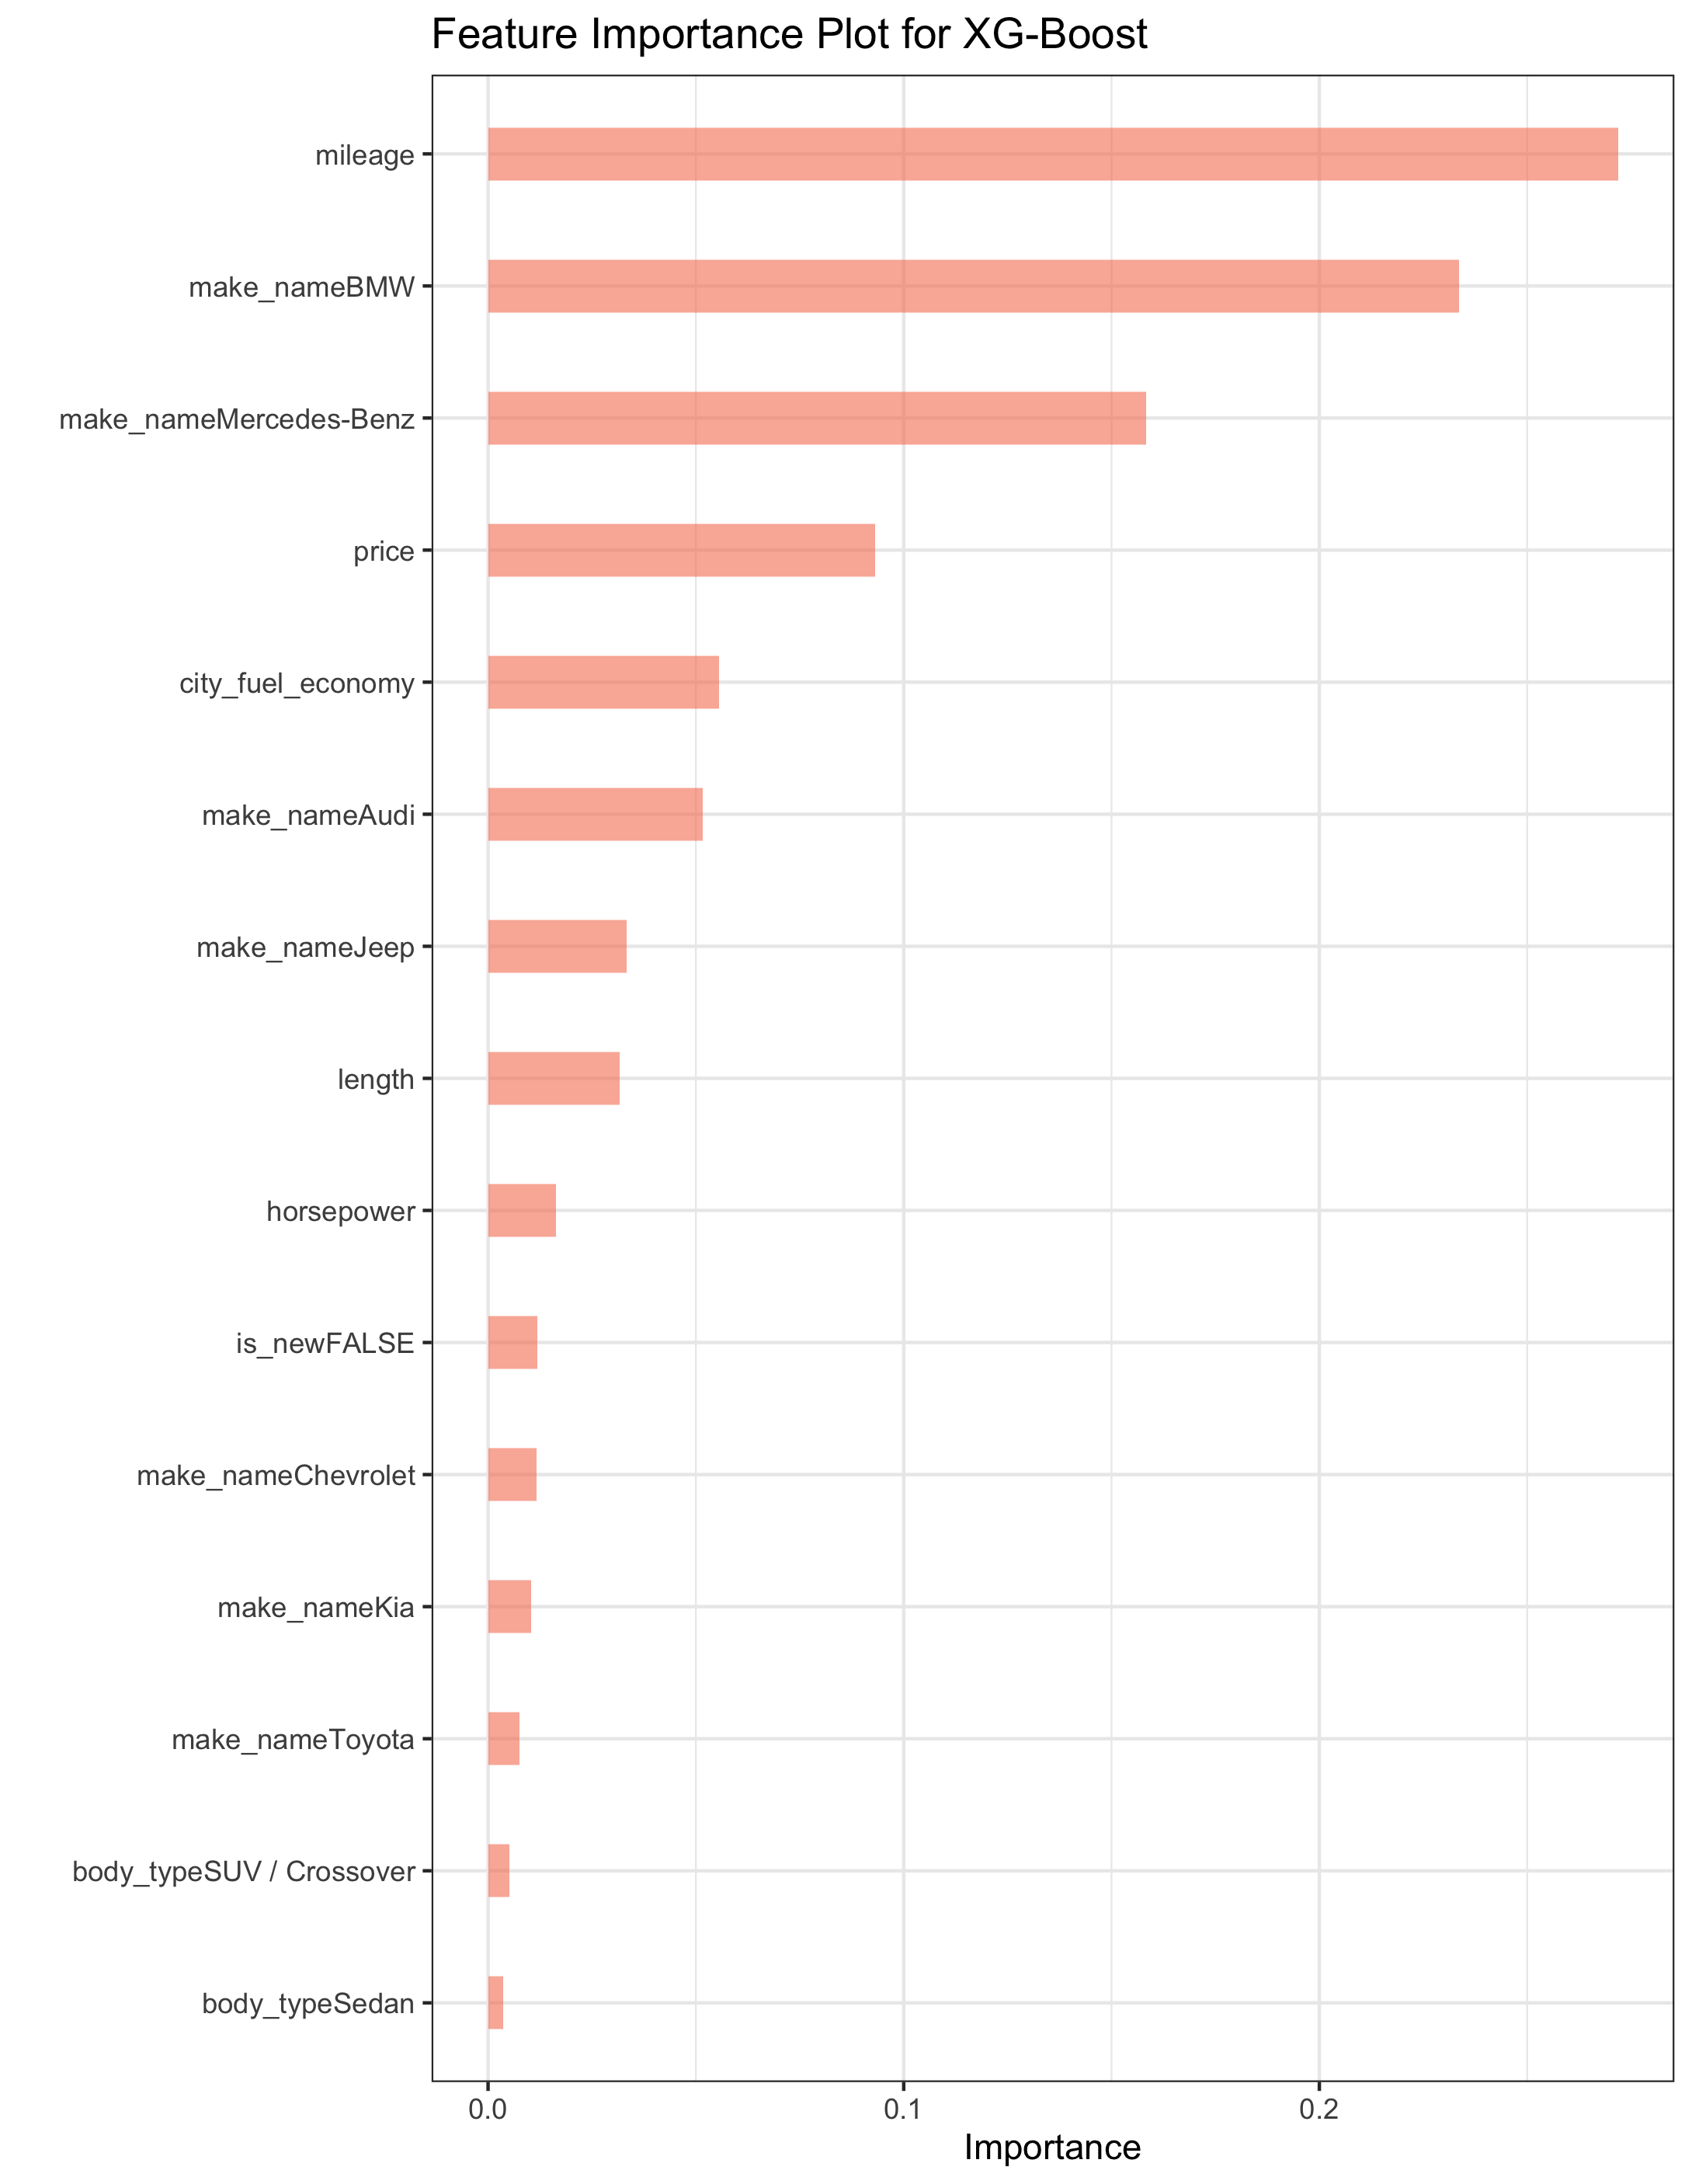 Feature Importance Plot for XG-Boost
mileage
make_nameBMW
make_nameMercedes-Benz
price
city_fuel_economy
make_nameAudi
make_nameJeep
length
horsepower
is_newFALSE
make_nameChevrolet
make_nameKia
make_nameToyota
body_typeSUV / Crossover
body_typeSedan
0.0 0.1 0.2
Importance